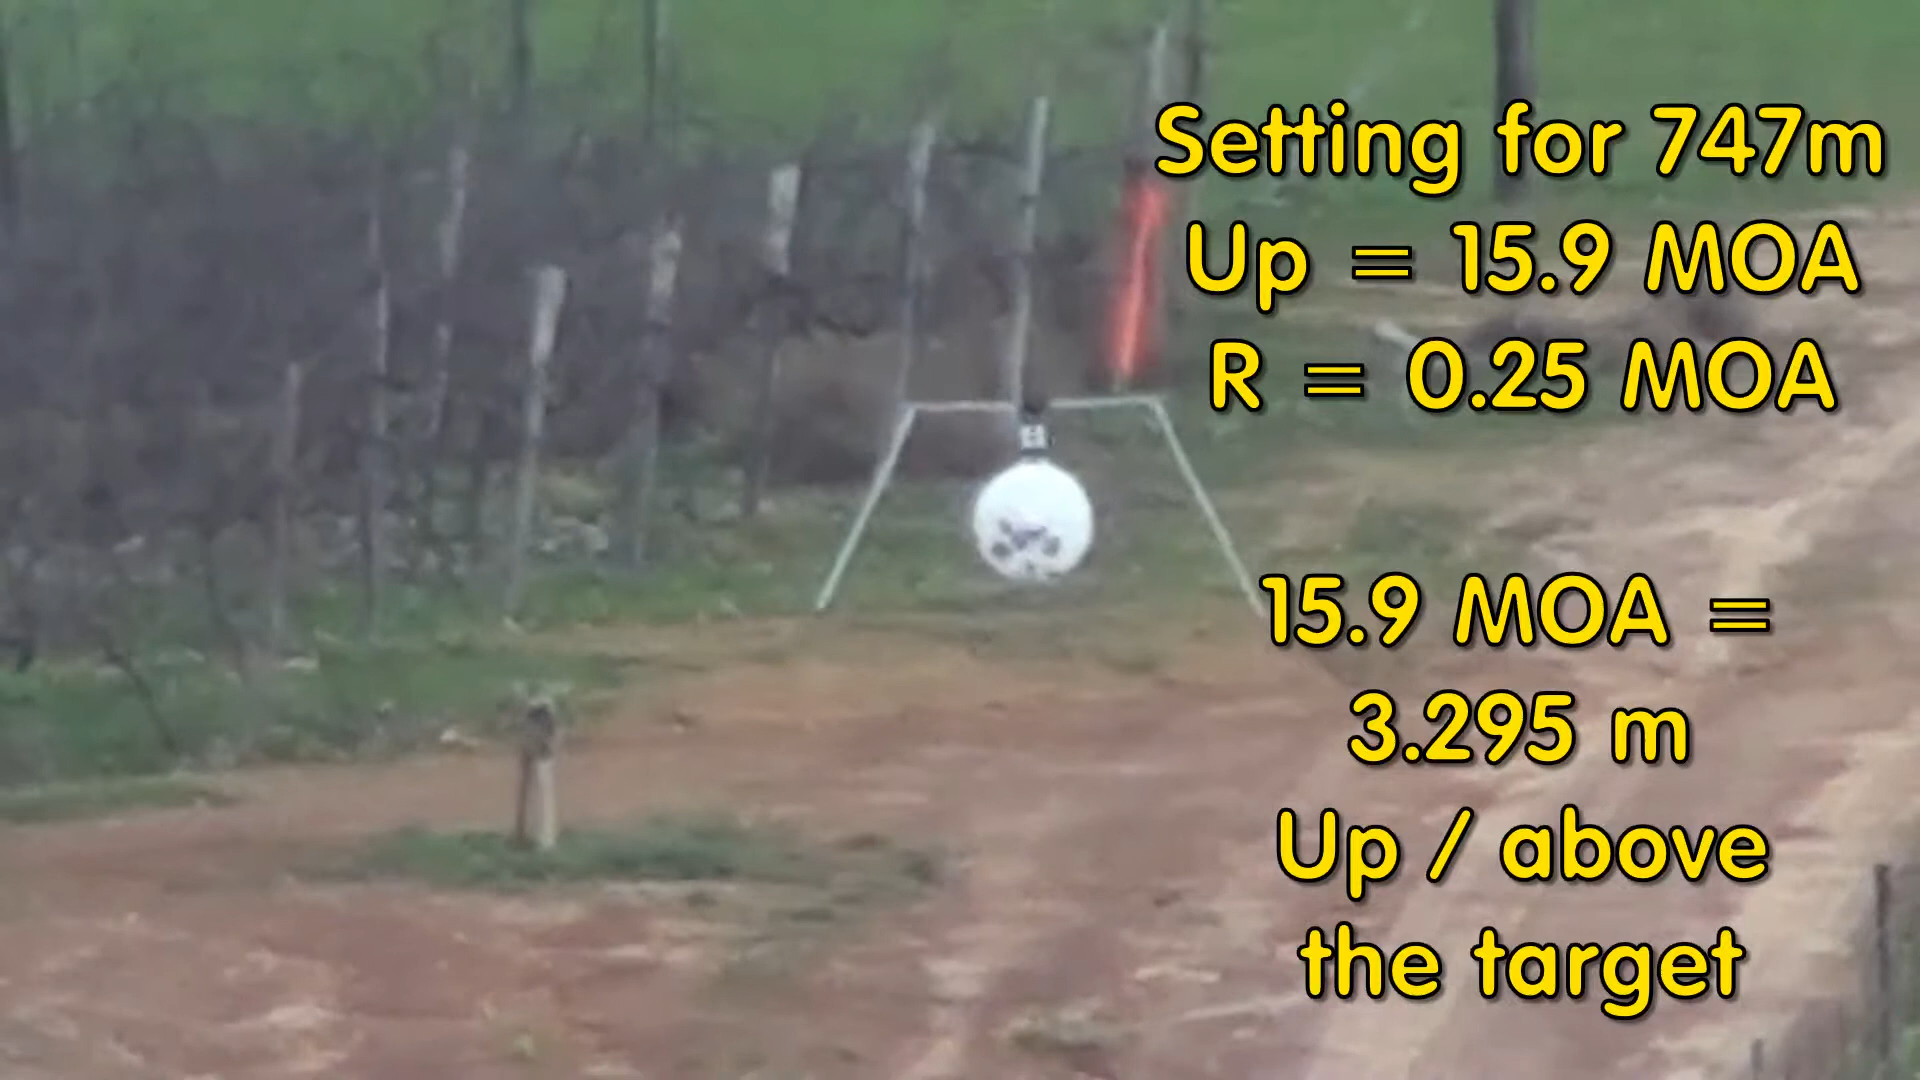 Setting for 747m
Up = 15.9 MOA
R = 0.25 MOA
15.9 MOA =
3.295 m
Up / above
the target